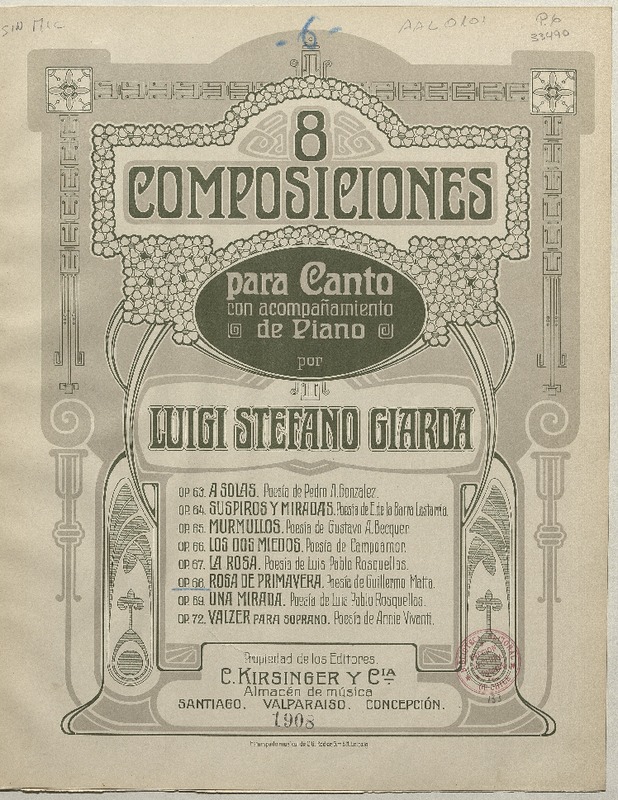 SIN MIC
- 6 -
AAL0101
33490
8
COMPOSICIONES
para Canto
con acompañamiento
de Piano
por
LUIGI STEFANO GIARDA
OP. 63. A SOLAS. Poesía de Pedro A. Gonzalez.
OP. 64. SUSPIROS Y MIRADAS. Poesía de E. de la Barra Lastarria.
OP. 65. MURMULLOS. Poesía de Gustavo A. Becquer.
OP. 66. LOS DOS MIEDOS. Poesía de Campoamor.
OP. 67. LA ROSA. Poesía de Luis Pablo Rosquellas.
OP. 68. ROSA DE PRIMAVERA. Poesía de Guillermo Matta.
OP. 69. UNA MIRADA. Poesía de Luis Pablo Rosquellas.
OP. 72. VALZER PARA SOPRANO. Poesía de Annie Vivanti.
Propiedad de los Editores.
C. KIRSINGER Y CIA.
Almacén de música
SANTIAGO. VALPARAISO. CONCEPCIÓN.
1908